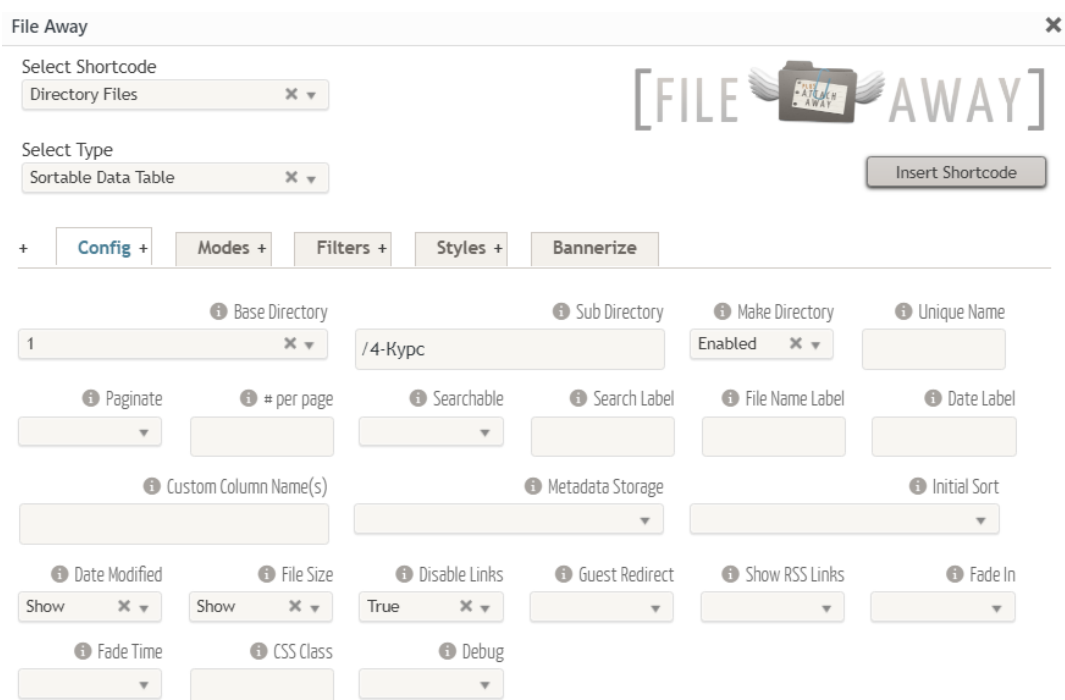 File Away
Select Shortcode
Directory Files
[FILE AWAY]
ATTACH
AWAY
Select Type
Sortable Data Table
Insert Shortcode
+ Config + Modes + Filters + Styles + Bannerize
Base Directory Sub Directory Make Directory Unique Name
1 /4-Курс Enabled
Paginate # per page Searchable Search Label File Name Label Date Label
Custom Column Name(s) Metadata Storage Initial Sort
Date Modified File Size Disable Links Guest Redirect Show RSS Links Fade In
Show Show True
Fade Time CSS Class Debug